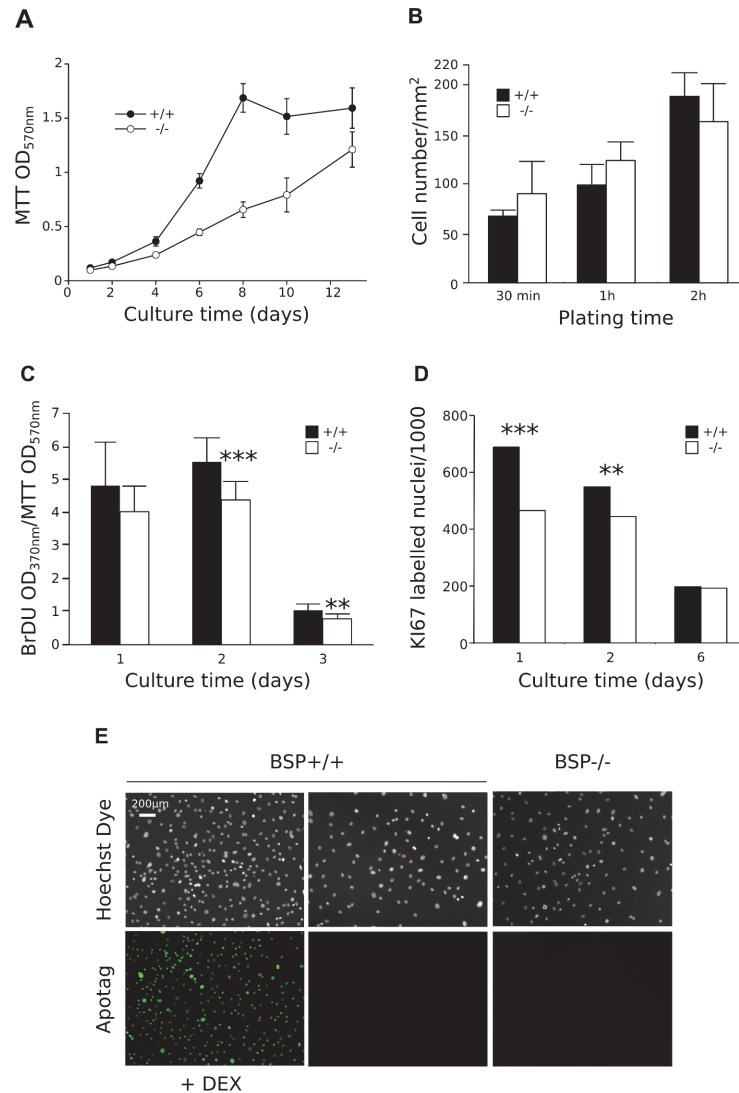 A
2
1.5
1
0.5
0
MTT OD570nm
+/+
-/-
0 2 4 6 8 10 12
Culture time (days)
B
220
200
150
100
50
0
Cell number/mm2
+/+
-/-
30 min 1h 2h
Plating time
C
7
6
5
4
3
2
1
0
BrDU OD370nm/MTT OD570nm
+/+
-/-
***
**
1 2 3
Culture time (days)
D
800
600
400
200
0
KI67 labelled nuclei/1000
+/+
-/-
***
**
1 2 6
Culture time (days)
E
BSP+/+ BSP-/-
Hoechst Dye
200µm
Apotag
+ DEX